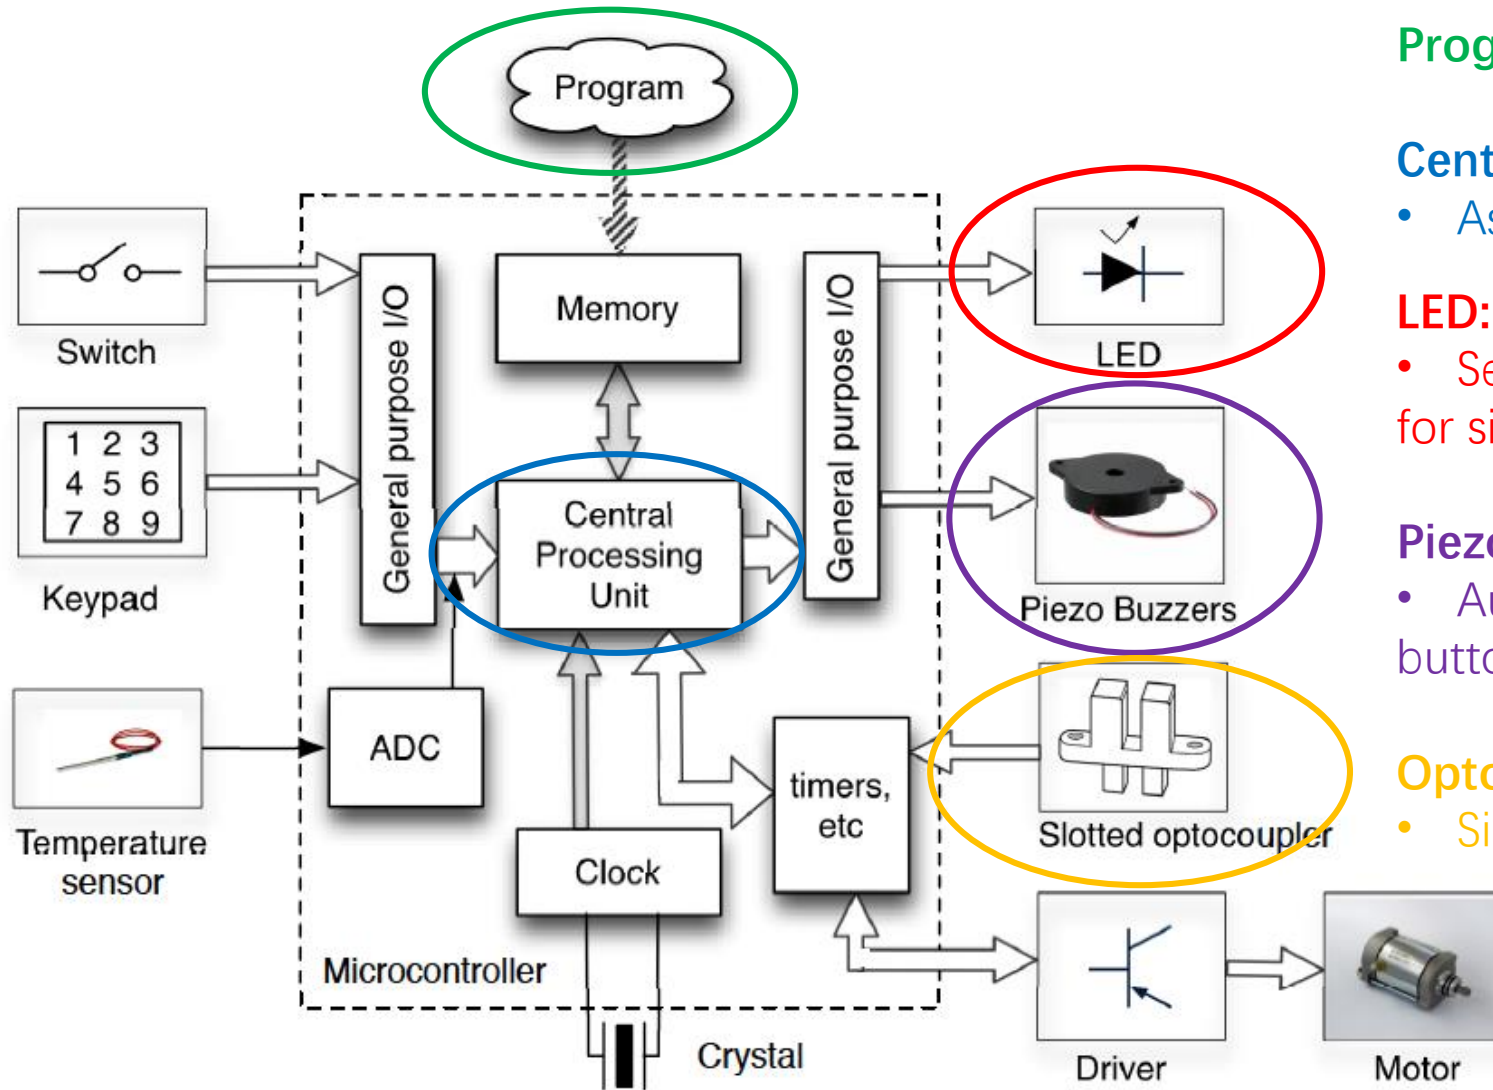 Program
Switch
1 2 3
4 5 6
7 8 9
Keypad
Temperature
sensor
General purpose I/O
Memory
Central
Processing
Unit
ADC
Clock
Microcontroller
Crystal
General purpose I/O
timers,
etc
LED
Piezo Buzzers
Slotted optocoupler
Driver
Motor
Prog
Cent
• As
LED:
• Se
for si
Piezo
• Au
butto
Opto
• Si